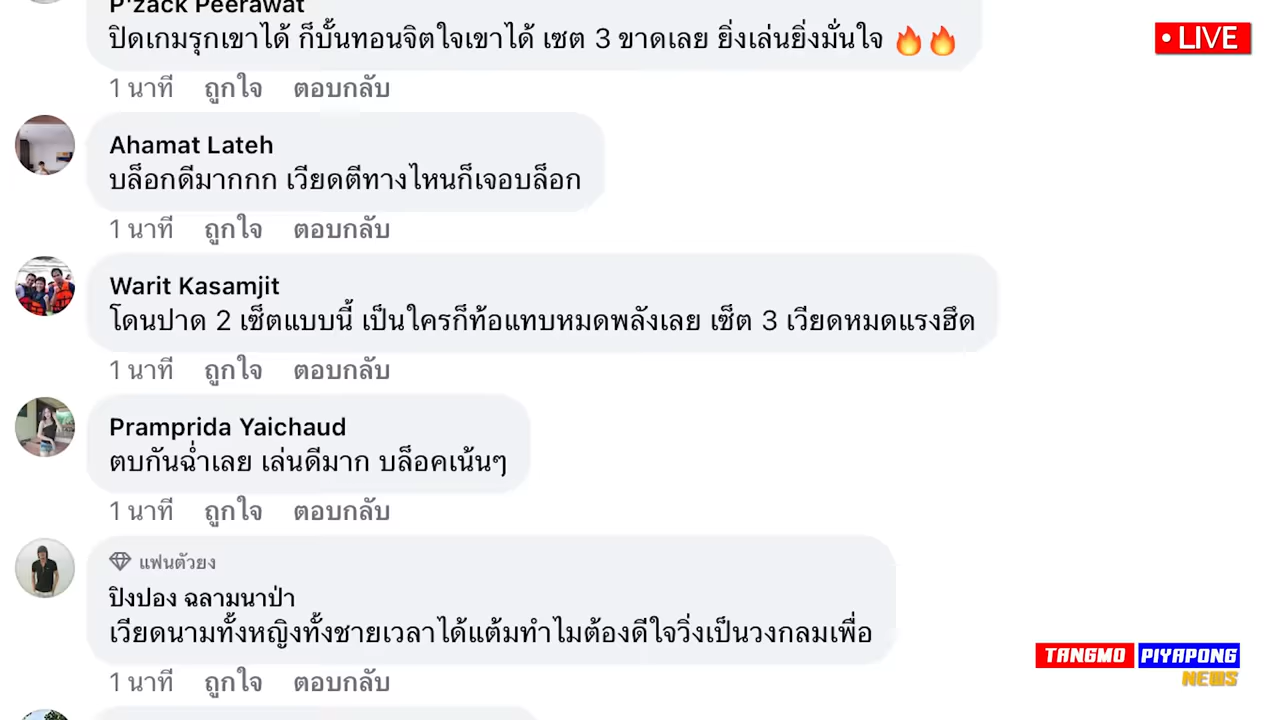 P'zack Peerawat
ปิดเกมรุกเขาได้ ก็บั้นทอนจิตใจเขาได้ เซต 3 ขาดเลย ยิ่งเล่นยิ่งมั่นใจ 🔥🔥
1 นาที ถูกใจ ตอบกลับ
• LIVE
Ahamat Lateh
บล็อกดีมากกก เวียดตีทางไหนก็เจอบล็อก
1 นาที ถูกใจ ตอบกลับ
Warit Kasamjit
โดนปาด 2 เซ็ตแบบนี้ เป็นใครก็ท้อแทบหมดพลังเลย เซ็ต 3 เวียดหมดแรงฮึด
1 นาที ถูกใจ ตอบกลับ
Pramprida Yaichaud
ตบกันฉ่ำเลย เล่นดีมาก บล็อคเน้นๆ
1 นาที ถูกใจ ตอบกลับ
แฟนตัวยง
ปิงปอง ฉลามนาป่า
เวียดนามทั้งหญิงทั้งชายเวลาได้แต้มทำไมต้องดีใจวิ่งเป็นวงกลมเพื่อ
1 นาที ถูกใจ ตอบกลับ
TANGMO PIYAPONG
NEWS